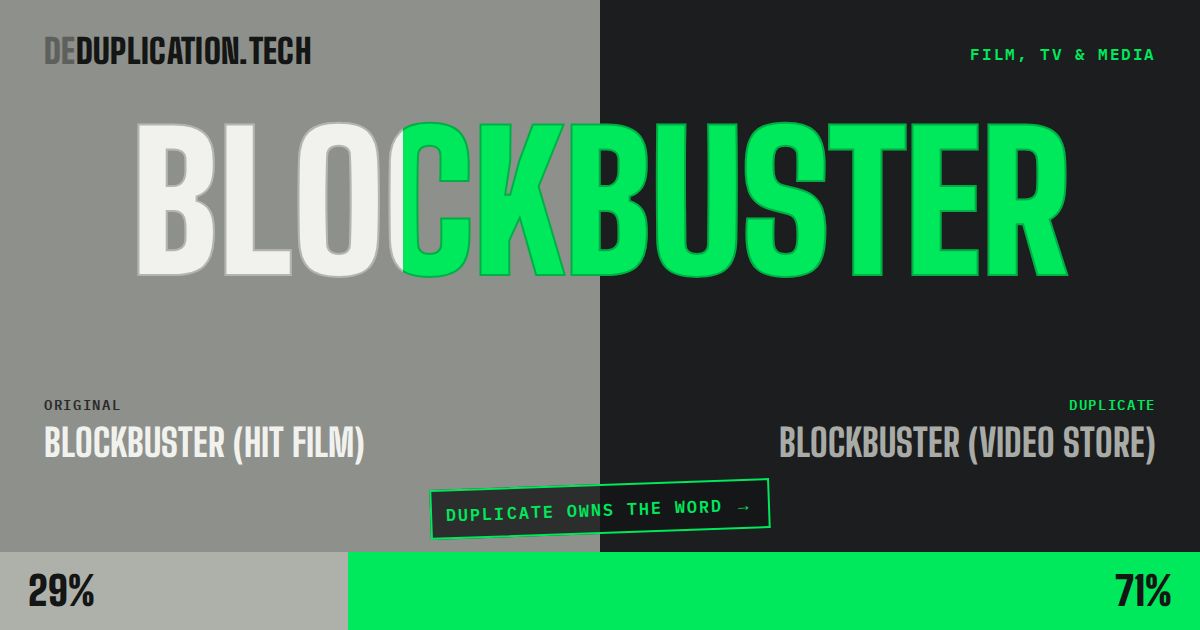 DEDUPLICATION.TECH
FILM, TV & MEDIA
BLOCKBUSTER
ORIGINAL
BLOCKBUSTER (HIT FILM)
DUPLICATE
BLOCKBUSTER (VIDEO STORE)
DUPLICATE OWNS THE WORD →
29%
71%